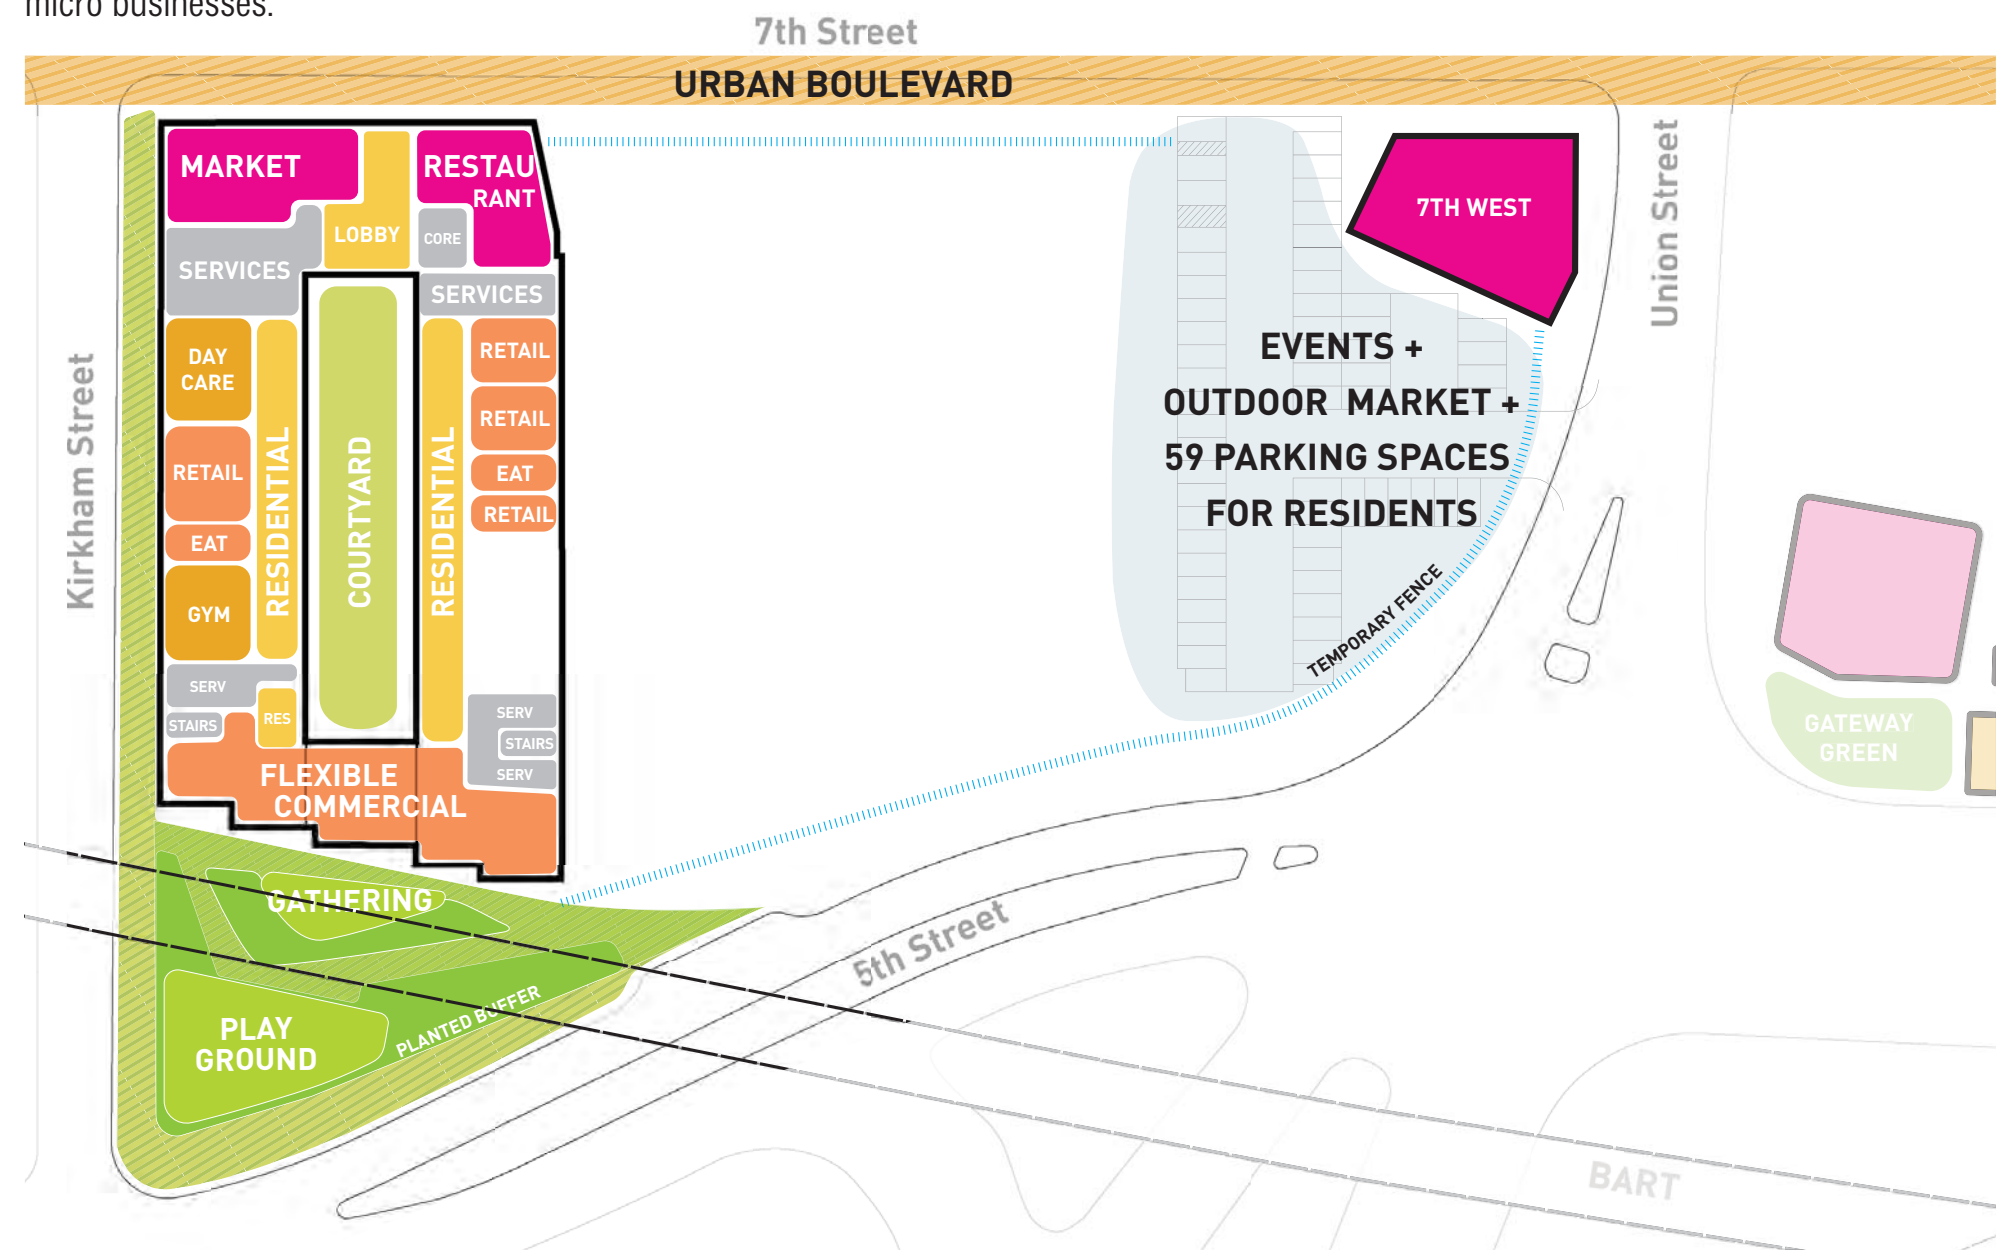 micro businesses.
7th Street
URBAN BOULEVARD
MARKET
RESTAU
RANT
LOBBY
CORE
SERVICES
SERVICES
7TH WEST
Union Street
Kirkham Street
DAY
CARE
RETAIL
EAT
GYM
RESIDENTIAL
COURTYARD
RESIDENTIAL
RETAIL
RETAIL
EAT
RETAIL
EVENTS +
OUTDOOR MARKET +
59 PARKING SPACES
FOR RESIDENTS
TEMPORARY FENCE
SERV
STAIRS
RES
SERV
STAIRS
SERV
FLEXIBLE
COMMERCIAL
GATEWAY
GREEN
GATHERING
PLAY
GROUND
PLANTED BUFFER
5th Street
BART